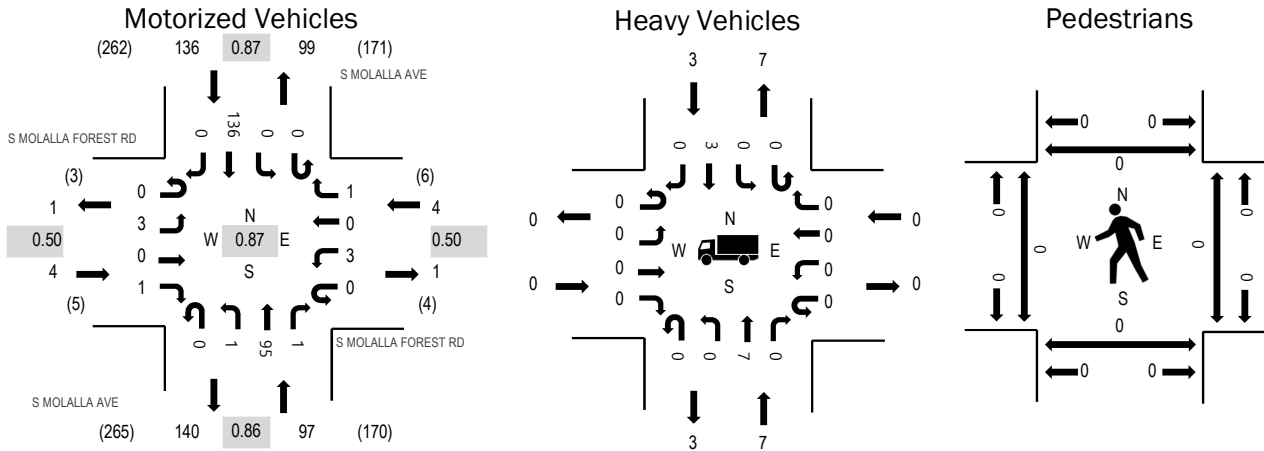 Motorized Vehicles
(262) 136 0.87 99 (171)
S MOLALLA AVE
S MOLALLA FOREST RD
0 136 0 0
(3) 0 1 (6)
1 3 0 4
0.50 0 3 0.50
4 1 0 1
(5) (4)
N
W 0.87 E
S
0 1 95 1
S MOLALLA FOREST RD
S MOLALLA AVE
(265) 140 0.86 97 (170)
Heavy Vehicles
3 7
0 3 0 0
0 0
0 0 0 0
0 0
0 0 0 0
N
W E
S
0 0 7 0
3 7
Pedestrians
0 0
0
N
0 0
W E
0 0
0 0
S
0
0 0